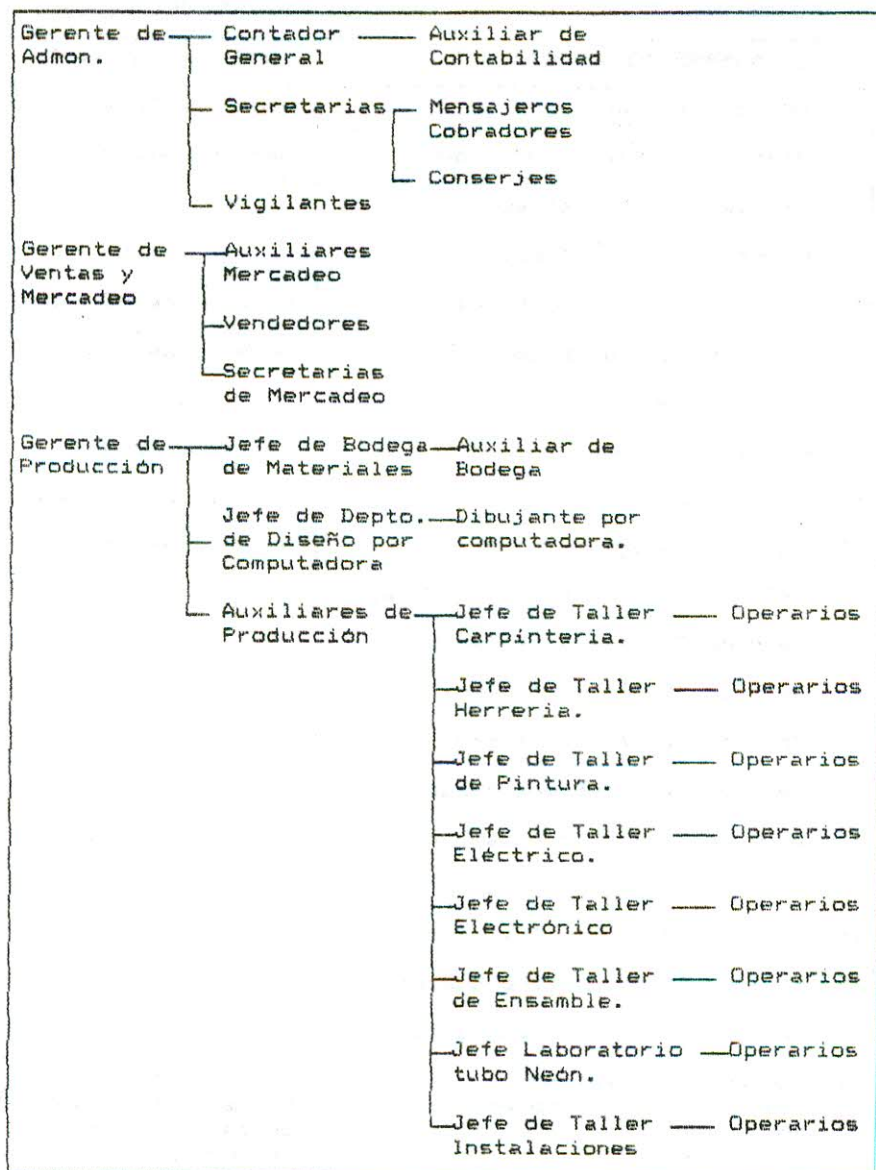 Gerente de Contador Auxiliar de
Admon. General Contabilidad
Secretarias Mensajeros
Cobradores
Conserjes
Vigilantes
Gerente de Auxiliares
Ventas y Mercadeo
Mercadeo
Vendedores
Secretarias
de Mercadeo
Gerente de Jefe de Bodega Auxiliar de
Producción de Materiales Bodega
Jefe de Depto. Dibujante por
de Diseño por computadora.
Computadora
Auxiliares de Jefe de Taller Operarios
Producción Carpinteria.
Jefe de Taller Operarios
Herreria.
Jefe de Taller Operarios
de Pintura.
Jefe de Taller Operarios
Eléctrico.
Jefe de Taller Operarios
Electrónico
Jefe de Taller Operarios
de Ensamble.
Jefe Laboratorio Operarios
tubo Neón.
Jefe de Taller Operarios
Instalaciones